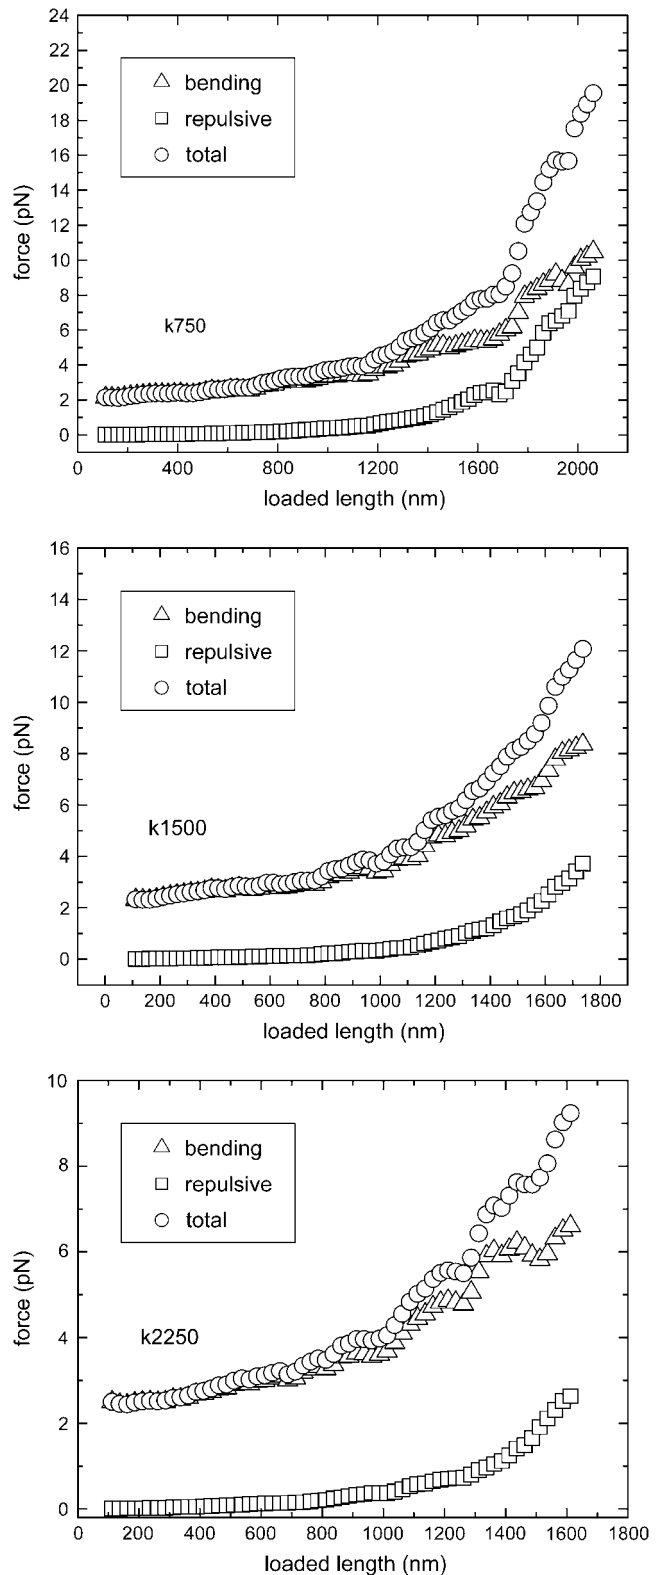 24
22
20
18
16
14
12
10
8
6
4
2
0
force (pN)
bending
repulsive
total
k750
0 400 800 1200 1600 2000
loaded length (nm)
16
14
12
10
8
6
4
2
0
force (pN)
bending
repulsive
total
k1500
0 200 400 600 800 1000 1200 1400 1600 1800
loaded length (nm)
10
8
6
4
2
0
force (pN)
bending
repulsive
total
k2250
0 200 400 600 800 1000 1200 1400 1600 1800
loaded length (nm)